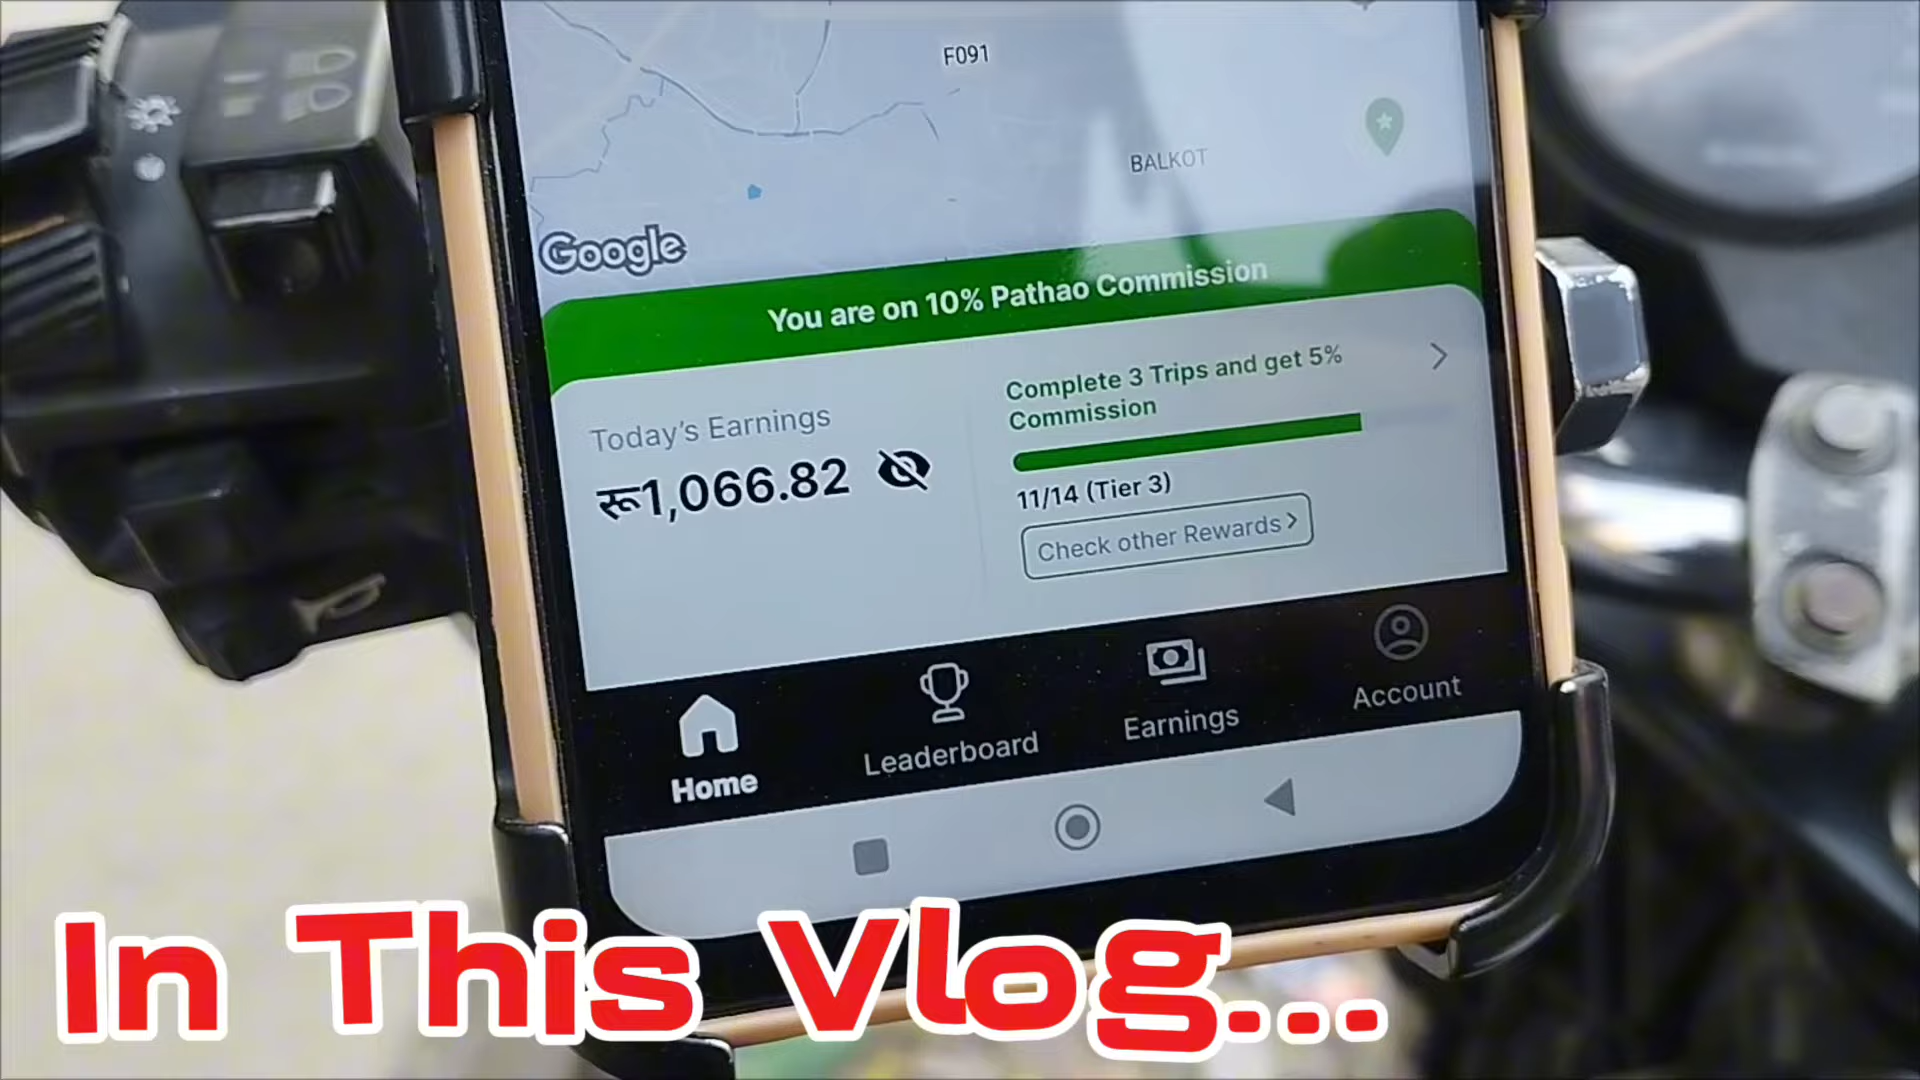 F091
BALKOT
Google
You are on 10% Pathao Commission
Today's Earnings
रू1,066.82
Complete 3 Trips and get 5%
Commission
11/14 (Tier 3)
Check other Rewards
Home
Leaderboard
Earnings
Account
In This Vlog...